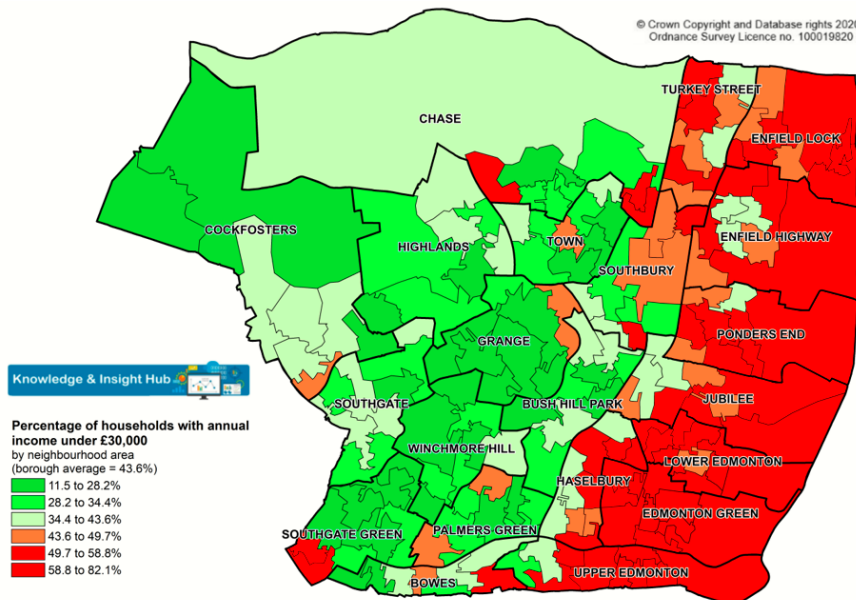 © Crown Copyright and Database rights 2020
Ordnance Survey Licence no. 100019820
TURKEY STREET
CHASE
ENFIELD LOCK
COCKFOSTERS
HIGHLANDS
TOWN
ENFIELD HIGHWAY
SOUTHBURY
GRANGE
PONDERS END
Knowledge & Insight Hub
SOUTHGATE
BUSH HILL PARK
JUBILEE
Percentage of households with annual
income under £30,000
by neighbourhood area
(borough average = 43.6%)
11.5 to 28.2%
28.2 to 34.4%
34.4 to 43.6%
43.6 to 49.7%
49.7 to 58.8%
58.8 to 82.1%
WINCHMORE HILL
LOWER EDMONTON
HASELBURY
EDMONTON GREEN
SOUTHGATE GREEN
PALMERS GREEN
BOWES
UPPER EDMONTON